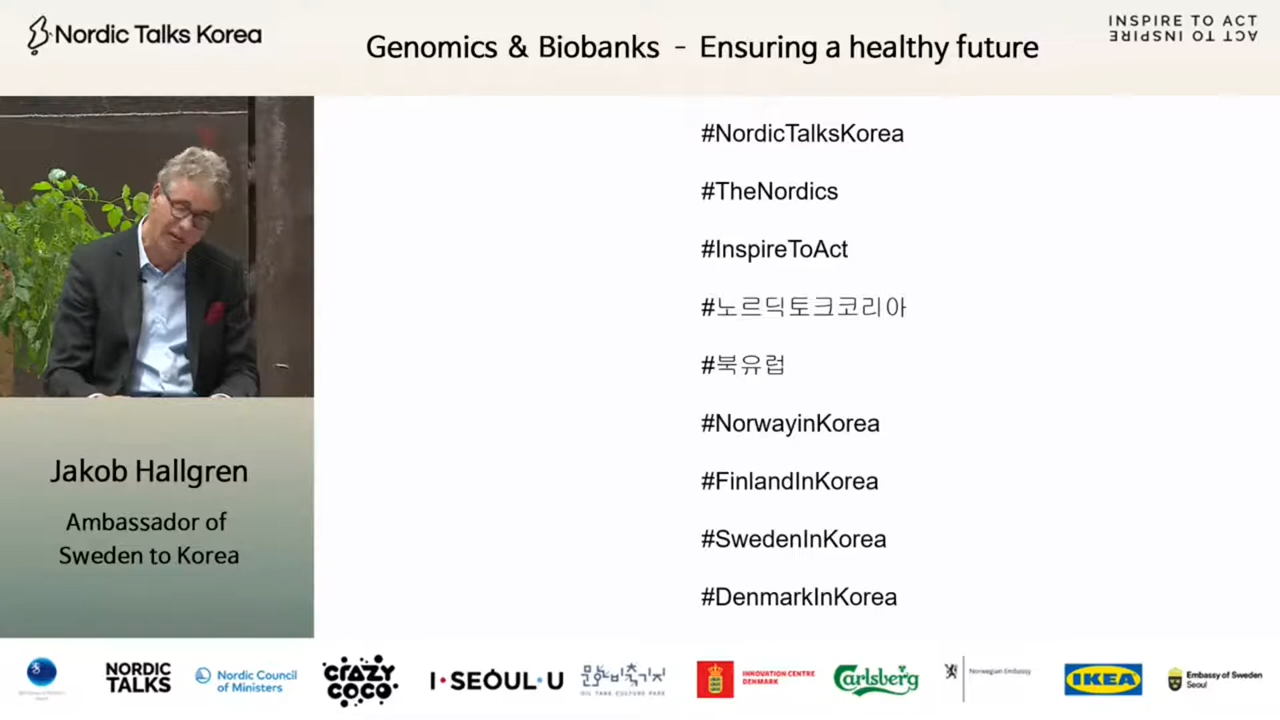 Nordic Talks Korea
Genomics & Biobanks - Ensuring a healthy future
INSPIRE TO ACT
ACT TO INSPIRE
#NordicTalksKorea
#TheNordics
#InspireToAct
#노르딕토크코리아
#북유럽
#NorwayinKorea
#FinlandInKorea
#SwedenInKorea
#DenmarkInKorea
Jakob Hallgren
Ambassador of
Sweden to Korea
NORDIC
TALKS
Nordic Council
of Ministers
CRAZY
COCO
I·SEOUL·U
문화비축기지
OIL TANK CULTURE PARK
INNOVATION CENTRE
DENMARK
Carlsberg
Norwegian Embassy
IKEA
Embassy of Sweden
Seoul